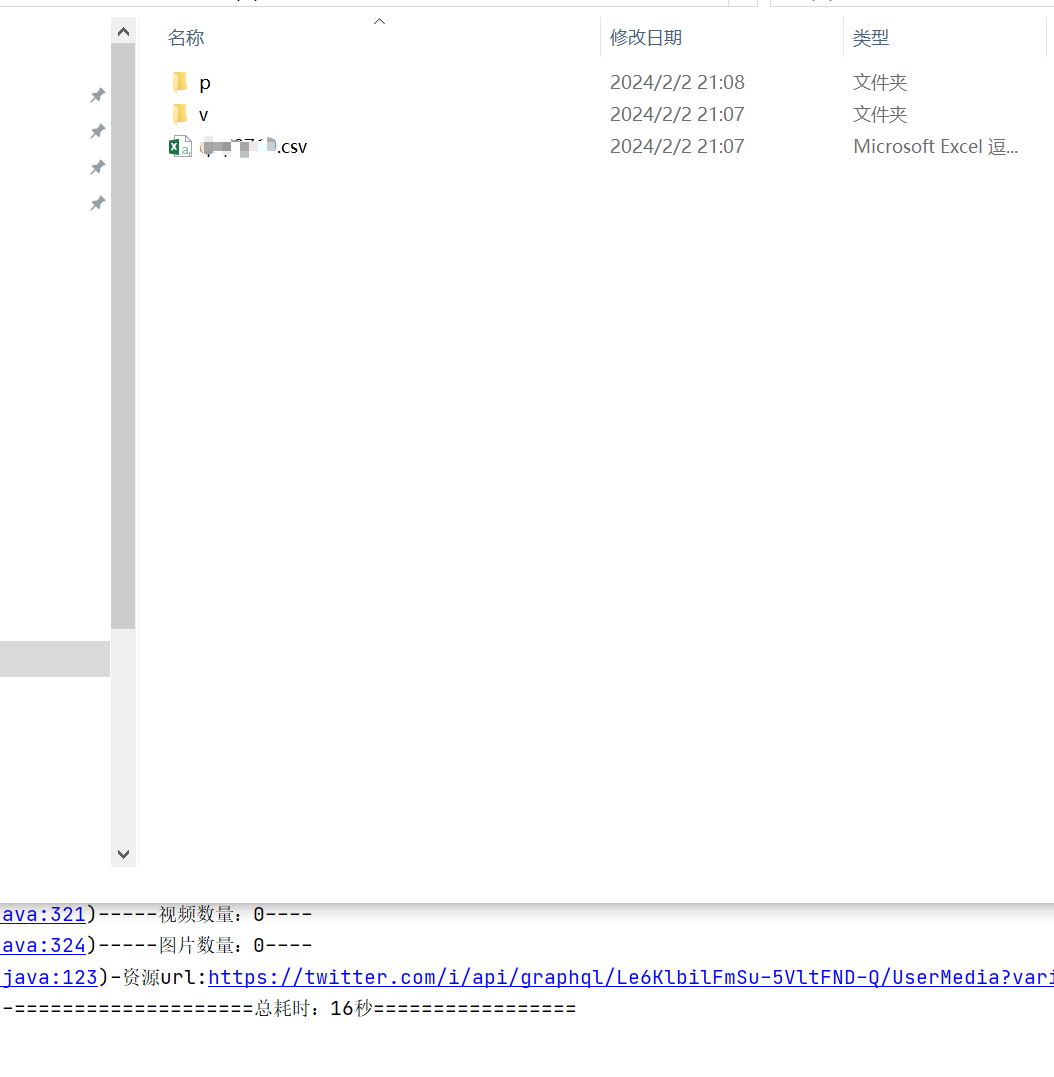 名称 修改日期 类型
p 2024/2/2 21:08 文件夹
v 2024/2/2 21:07 文件夹
.csv 2024/2/2 21:07 Microsoft Excel 逗...
ava:321)-----视频数量：0----
ava:324)-----图片数量：0----
java:123)-资源url:https://twitter.com/i/api/graphql/Le6KlbilFmSu-5VltFND-Q/UserMedia?vari
-====================总耗时：16秒=================